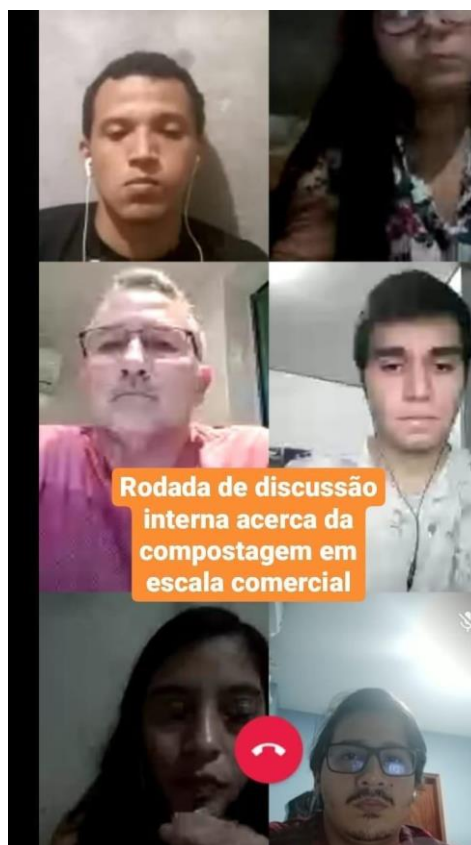 Rodada de discussão
interna acerca da
compostagem em
escala comercial